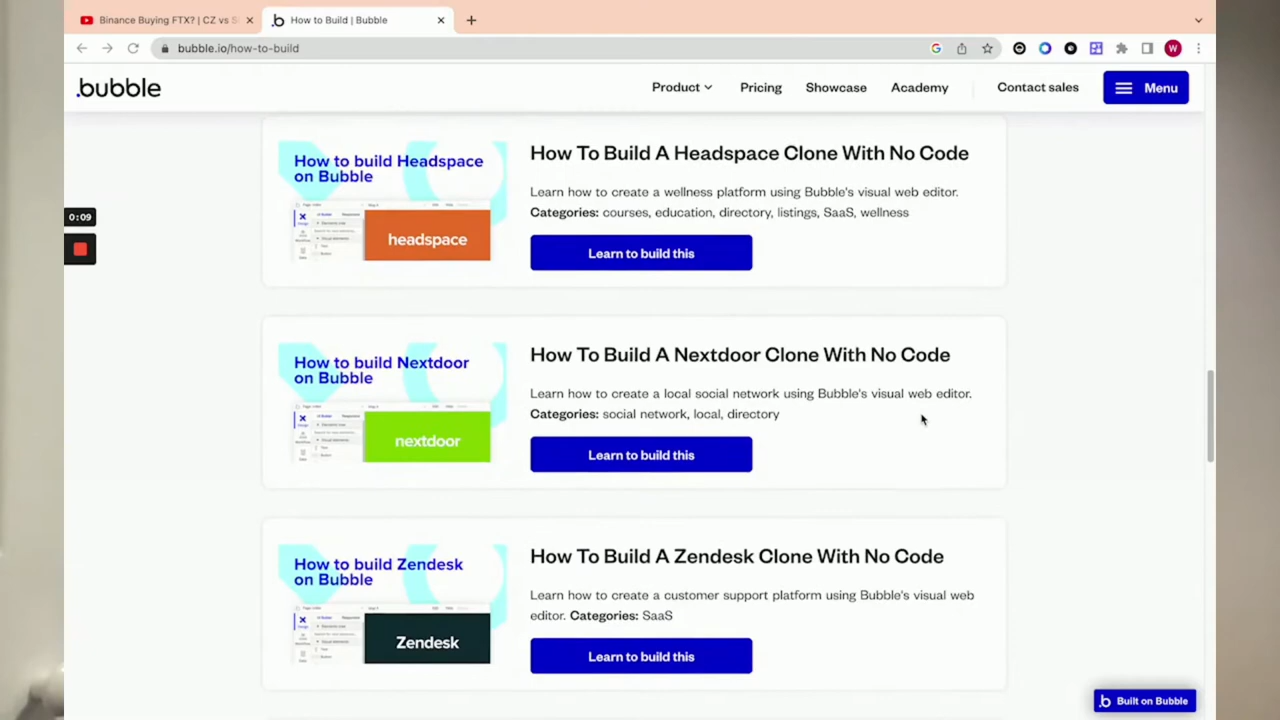 Binance Buying FTX? | CZ vs S
How to Build | Bubble
bubble.io/how-to-build
W
.bubble
Product
Pricing
Showcase
Academy
Contact sales
Menu
0:09
How to build Headspace
on Bubble
headspace
How To Build A Headspace Clone With No Code
Learn how to create a wellness platform using Bubble's visual web editor.
Categories: courses, education, directory, listings, SaaS, wellness
Learn to build this
How to build Nextdoor
on Bubble
nextdoor
How To Build A Nextdoor Clone With No Code
Learn how to create a local social network using Bubble's visual web editor.
Categories: social network, local, directory
Learn to build this
How to build Zendesk
on Bubble
Zendesk
How To Build A Zendesk Clone With No Code
Learn how to create a customer support platform using Bubble's visual web
editor. Categories: SaaS
Learn to build this
Built on Bubble